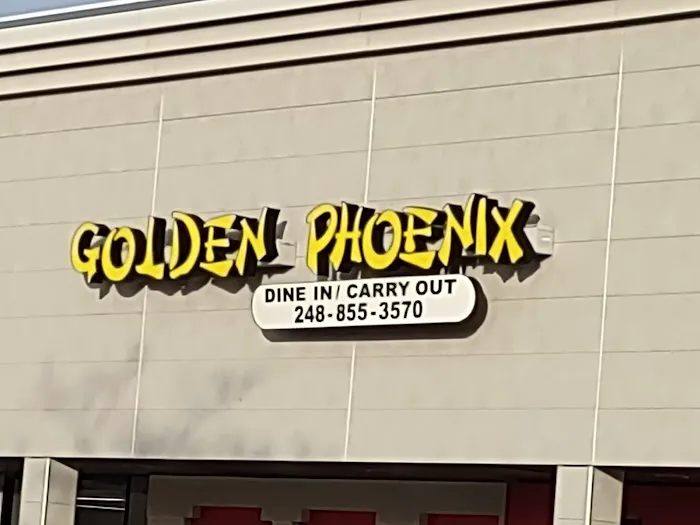 GOLDEN PHOENIX
DINE IN/ CARRY OUT
248-855-3570